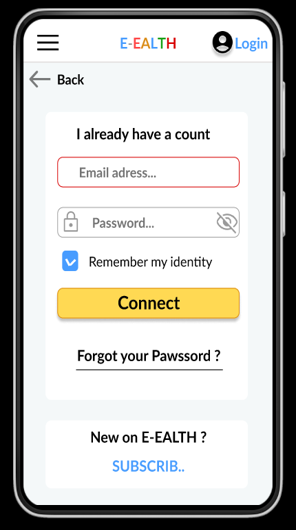 E-EALTH
Login
Back
I already have a count
Email adress...
Password...
Remember my identity
Connect
Forgot your Pawssord ?
New on E-EALTH ?
SUBSCRIB..